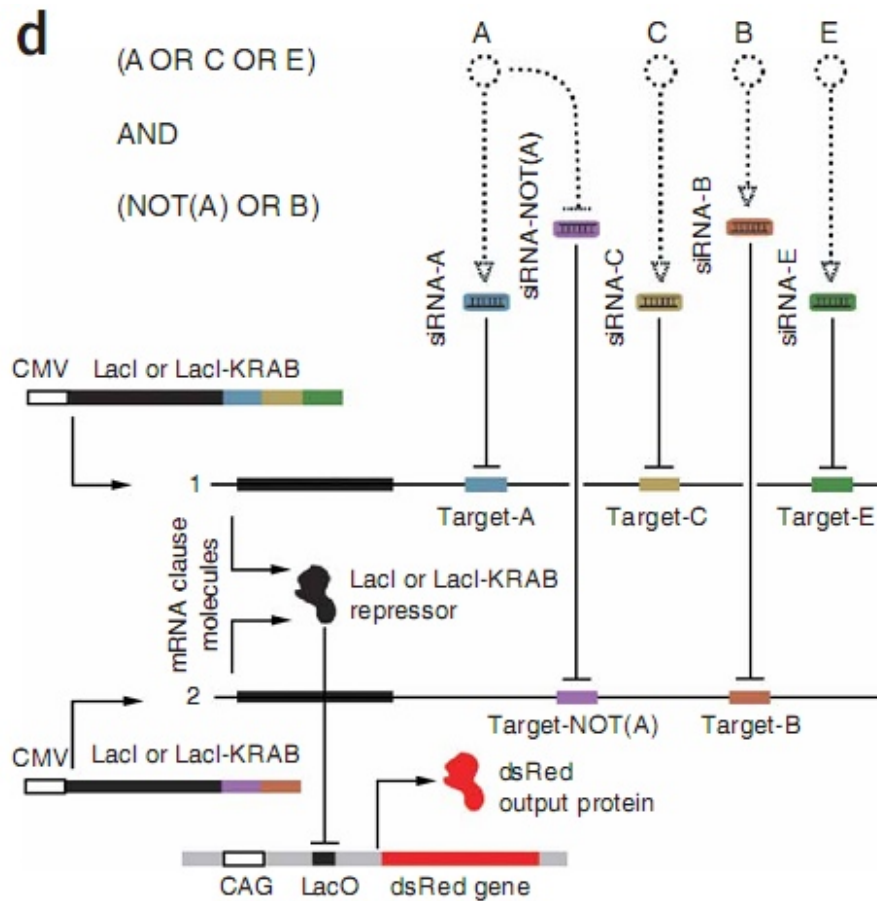 d
(A OR C OR E)
AND
(NOT(A) OR B)
A C B E
siRNA-A
siRNA-NOT(A)
siRNA-C
siRNA-B
siRNA-E
CMV LacI or LacI-KRAB
1
Target-A Target-C Target-E
mRNA clause
molecules
LacI or LacI-KRAB
repressor
2
Target-NOT(A) Target-B
CMV LacI or LacI-KRAB
dsRed
output protein
CAG LacO dsRed gene